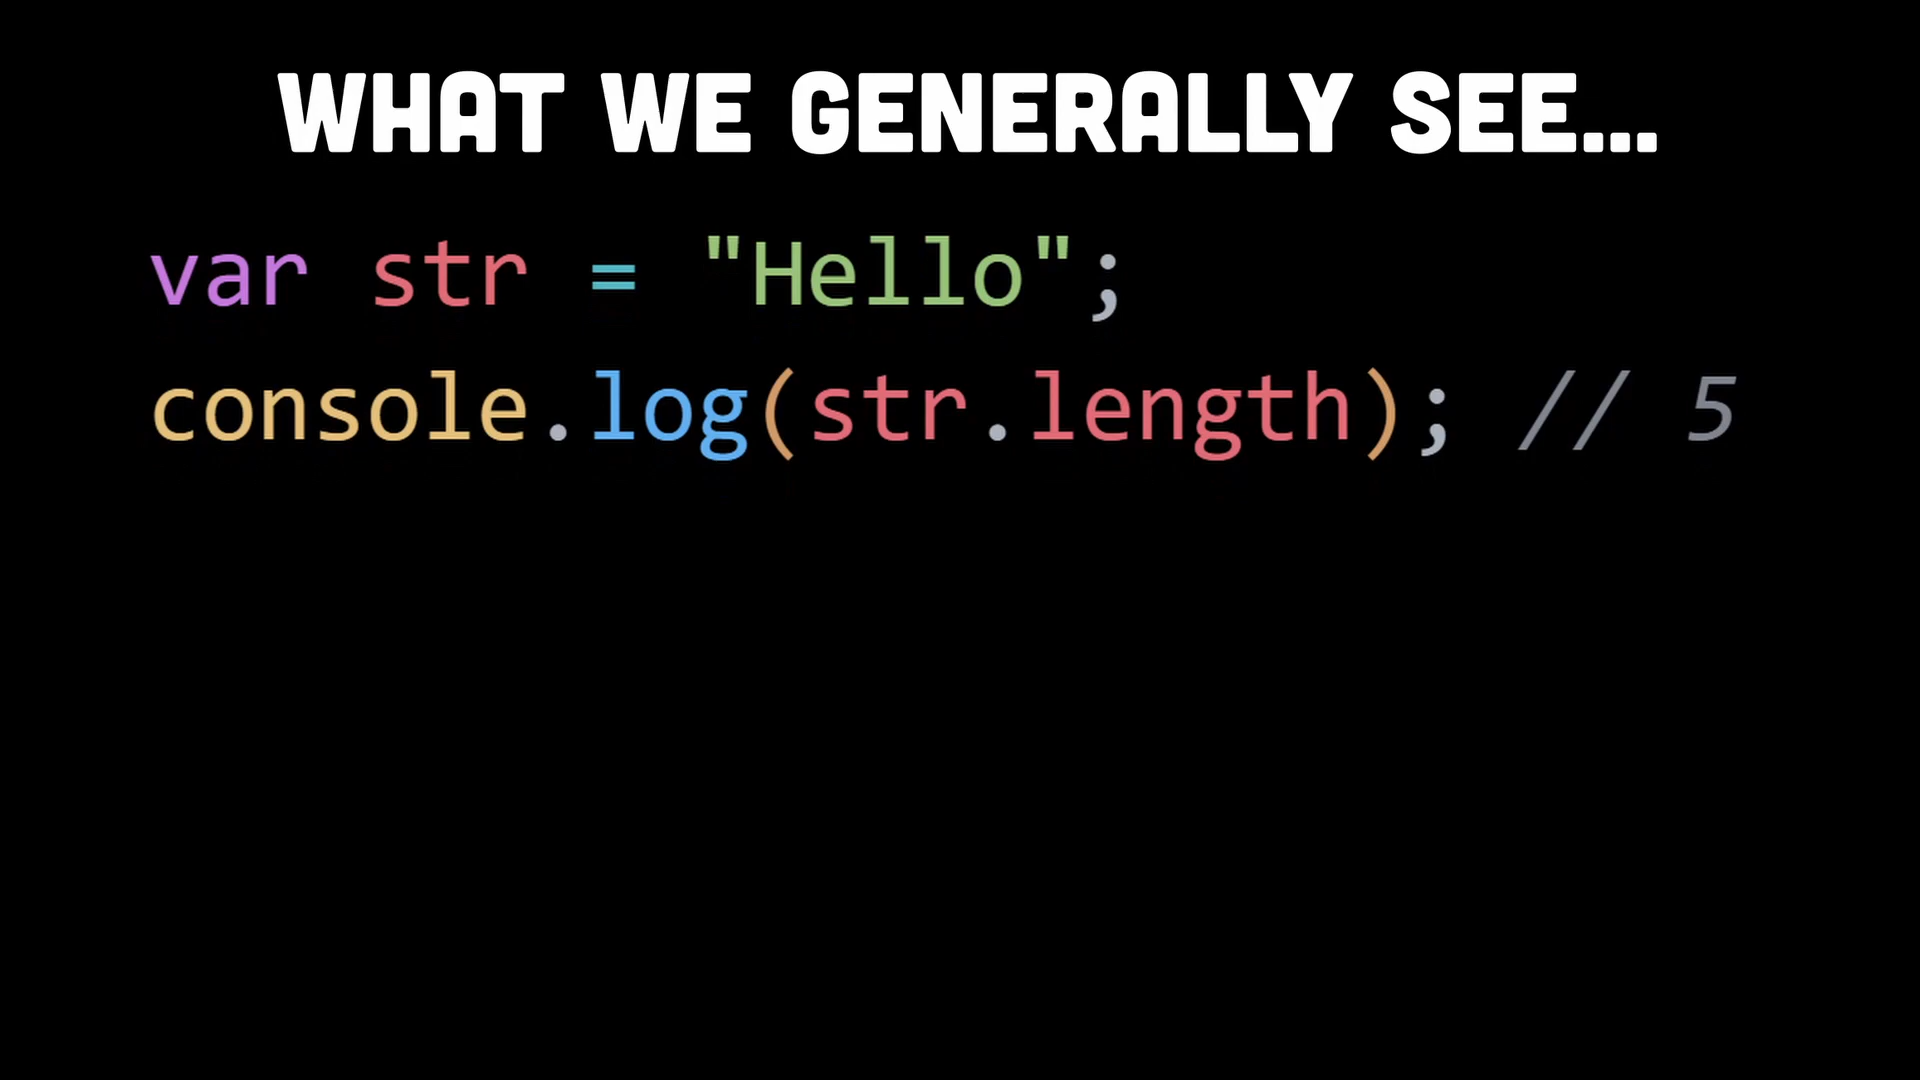 WHAT WE GENERALLY SEE...
var str = "Hello";
console.log(str.length); // 5